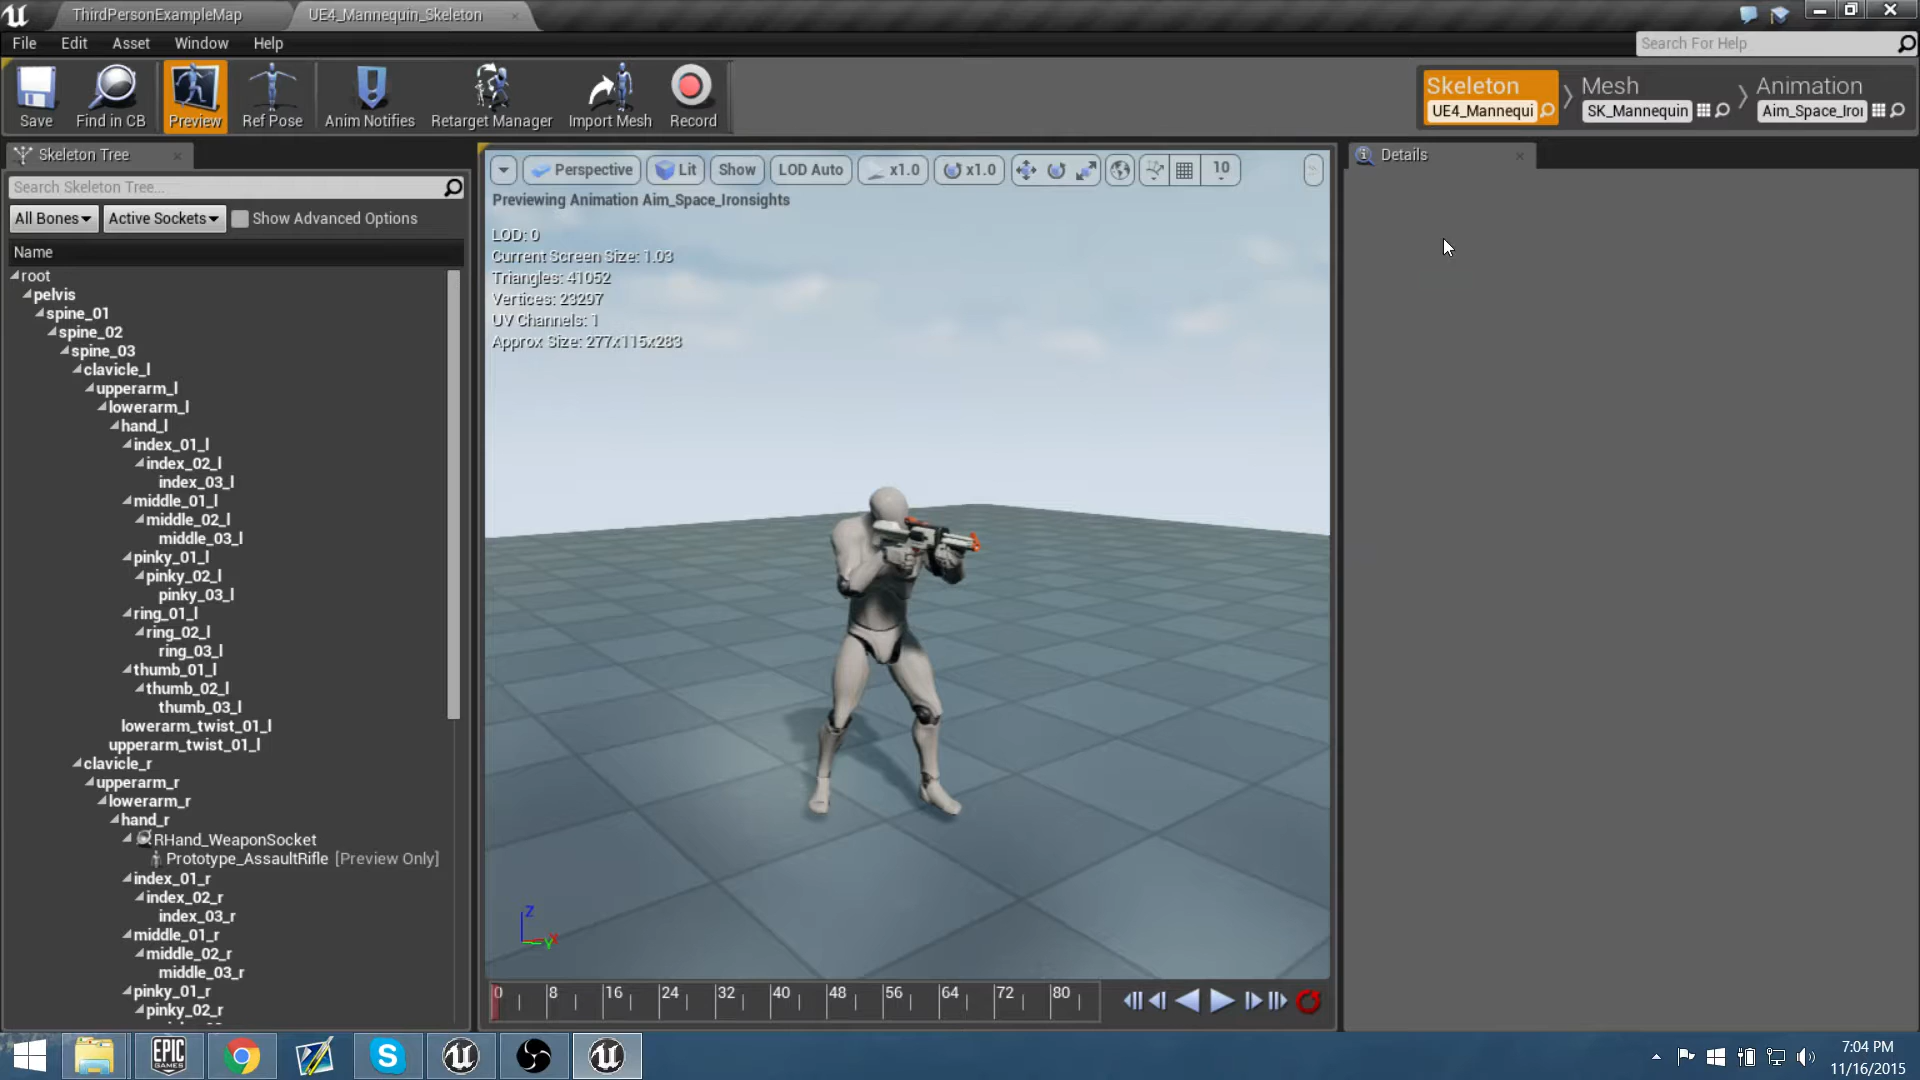 ThirdPersonExampleMap
UE4_Mannequin_Skeleton
File Edit Asset Window Help
Search For Help
Save
Find in CB
Preview
Ref Pose
Anim Notifies
Retarget Manager
Import Mesh
Record
Skeleton
UE4_Mannequi
Mesh
SK_Mannequin
Animation
Aim_Space_Iroi
Skeleton Tree
Search Skeleton Tree...
All Bones
Active Sockets
Show Advanced Options
Name
root
pelvis
spine_01
spine_02
spine_03
clavicle_l
upperarm_l
lowerarm_l
hand_l
index_01_l
index_02_l
index_03_l
middle_01_l
middle_02_l
middle_03_l
pinky_01_l
pinky_02_l
pinky_03_l
ring_01_l
ring_02_l
ring_03_l
thumb_01_l
thumb_02_l
thumb_03_l
lowerarm_twist_01_l
upperarm_twist_01_l
clavicle_r
upperarm_r
lowerarm_r
hand_r
RHand_WeaponSocket
Prototype_AssaultRifle [Preview Only]
index_01_r
index_02_r
index_03_r
middle_01_r
middle_02_r
middle_03_r
pinky_01_r
pinky_02_r
Perspective
Lit
Show
LOD Auto
x1.0
x1.0
10
Previewing Animation Aim_Space_Ironsights
LOD: 0
Current Screen Size: 1.03
Triangles: 41052
Vertices: 23297
UV Channels: 1
Approx Size: 277x115x283
Z
X
Y
0 8 16 24 32 40 48 56 64 72 80
Details
EPIC
GAMES
7:04 PM
11/16/2015